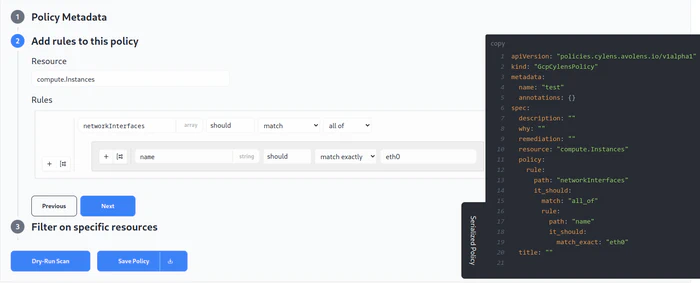 1 Policy Metadata
2 Add rules to this policy
Resource
compute.Instances
Rules
networkInterfaces array should match all of
+ name string should match exactly eth0
+
Previous Next
3 Filter on specific resources
Dry-Run Scan Save Policy
Serialized Policy
copy
1 apiVersion: "policies.cylens.avolens.io/v1alpha1"
2 kind: "GcpCylensPolicy"
3 metadata:
4 name: "test"
5 annotations: {}
6 spec:
7 description: ""
8 why: ""
9 remediation: ""
10 resource: "compute.Instances"
11 policy:
12 rule:
13 path: "networkInterfaces"
14 it_should:
15 match: "all_of"
16 rule:
17 path: "name"
18 it_should:
19 match_exact: "eth0"
20 title: ""
21